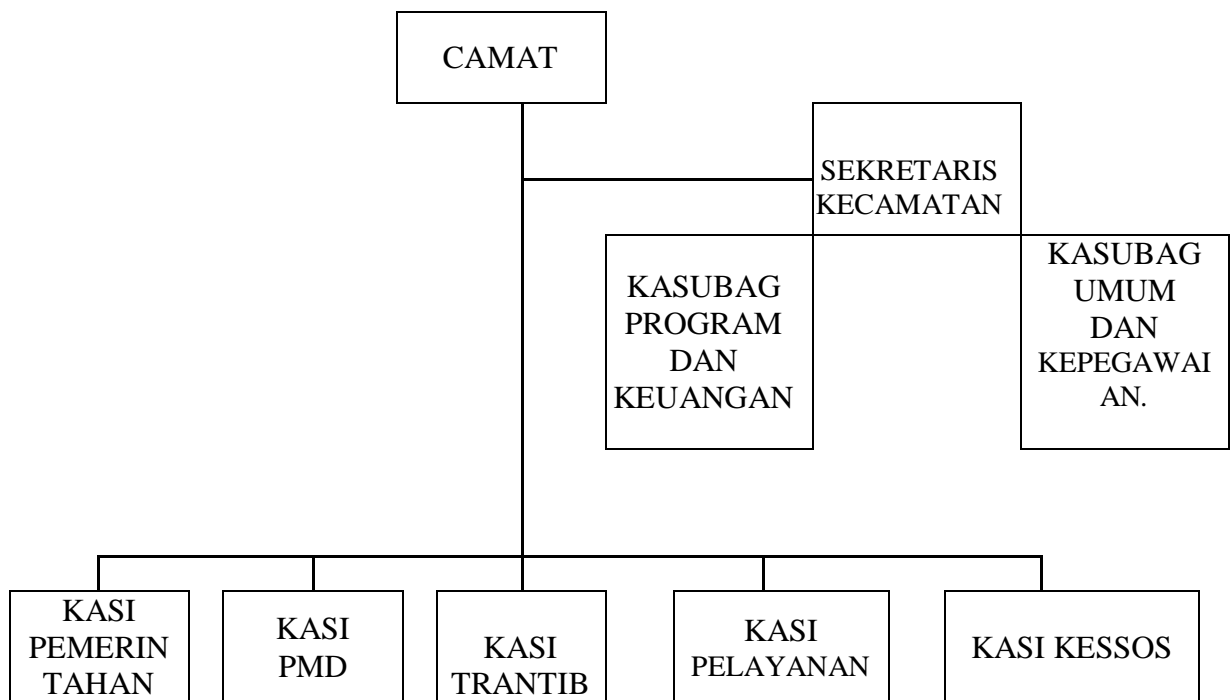 CAMAT
SEKRETARIS
KECAMATAN
KASUBAG
PROGRAM
DAN
KEUANGAN
KASUBAG
UMUM
DAN
KEPEGAWAI
AN.
KASI
PEMERIN
TAHAN
KASI
PMD
KASI
TRANTIB
KASI
PELAYANAN
KASI KESSOS